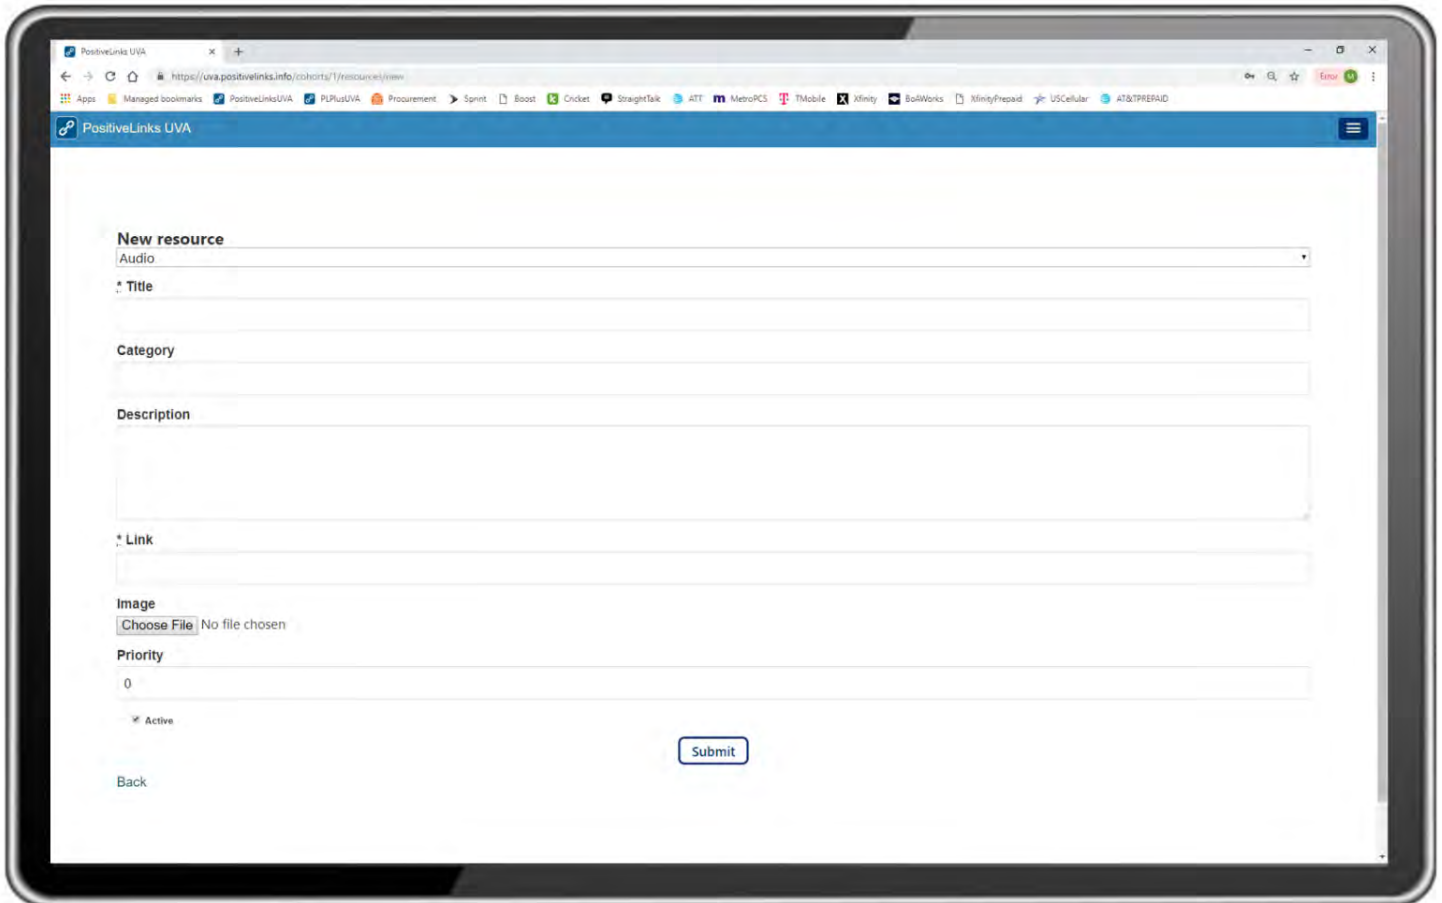 PositiveLinks UVA
https://uva.positivelinks.info/cohorts/1/resources/new
Error M
Apps Managed bookmarks PositiveLinksUVA PLPlusUVA Procurement Sprint Boost Cricket StraightTalk ATT MetroPCS TMobile Xfinity BoAWorks XfinityPrepaid USCellular AT&TPREPAID
PositiveLinks UVA
New resource
Audio
* Title
Category
Description
* Link
Image
Choose File No file chosen
Priority
0
Active
Submit
Back